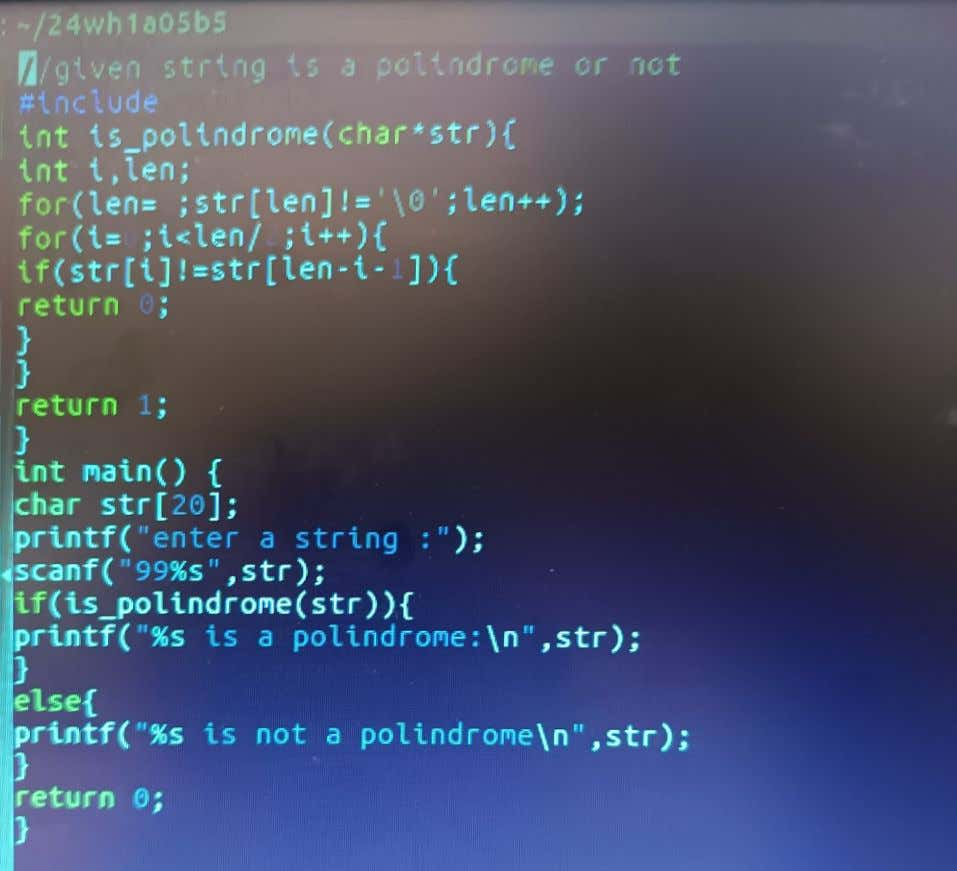 : ~/24wh1a05b5
//given string is a polindrome or not
#include
int is_polindrome(char*str){
int i,len;
for(len= ;str[len]!='\0';len++);
for(i= ;i<len/ ;i++){
if(str[i]!=str[len-i-1]){
return 0;
}
}
return 1;
}
int main() {
char str[20];
printf("enter a string :");
scanf("99%s",str);
if(is_polindrome(str)){
printf("%s is a polindrome:\n",str);
}
else{
printf("%s is not a polindrome\n",str);
}
return 0;
}